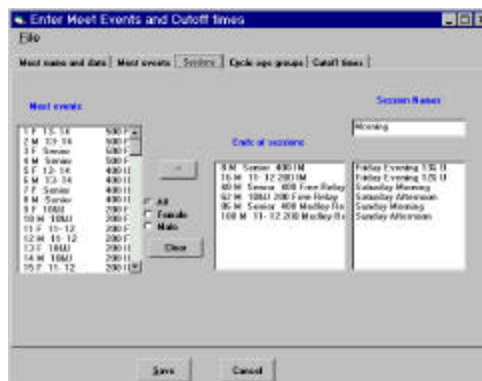 Enter Meet Events and Cutoff times
File
Meet name and date Meet events Sessions Cycle age groups Cutoff times
Session Names
Meet events
Morning
Ends of sessions
1 F 13-14 500 F
2 M 13-14 500 F
3 F Senior 500 F
4 M Senior 500 F
5 F 13-14 400 I
6 M 13-14 400 I
7 F Senior 400 I
8 M Senior 400 I
9 F 10&U 200 F
10 M 10&U 200 F
11 F 11-12 200 F
12 M 11-12 200 F
13 F 10&U 200 I
14 M 10&U 200 I
15 F 11-12 200 I
All
Female
Male
Clear
8 M Senior 400 IM
16 M 11-12 200 IM
Senior 400 Free Relay
62 M 10&U 200 Free Relay
Senior 400 Medley Re
108 M 11-12 200 Medley Re
Friday Evening 13&
Friday Evening 12&U
Saturday Morning
Saturday Afternoon
Sunday Morning
Sunday Afternoon
Save Cancel